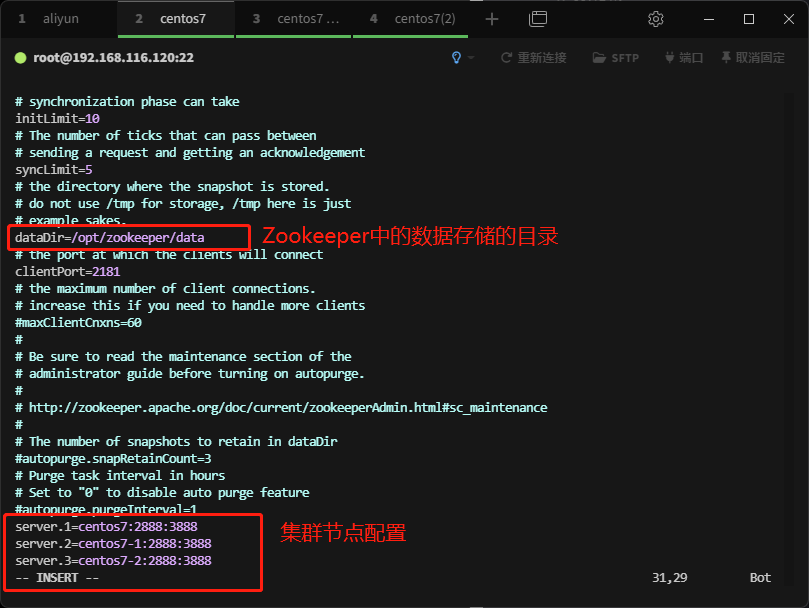 1 aliyun 2 centos7 3 centos7 ... 4 centos7(2)
root@192.168.116.120:22 重新连接 SFTP 端口 取消固定
# synchronization phase can take
initLimit=10
# The number of ticks that can pass between
# sending a request and getting an acknowledgement
syncLimit=5
# the directory where the snapshot is stored.
# do not use /tmp for storage, /tmp here is just
# example sakes.
dataDir=/opt/zookeeper/data Zookeeper中的数据存储的目录
# the port at which the clients will connect
clientPort=2181
# the maximum number of client connections.
# increase this if you need to handle more clients
#maxClientCnxns=60
#
# Be sure to read the maintenance section of the
# administrator guide before turning on autopurge.
#
# http://zookeeper.apache.org/doc/current/zookeeperAdmin.html#sc_maintenance
#
# The number of snapshots to retain in dataDir
#autopurge.snapRetainCount=3
# Purge task interval in hours
# Set to "0" to disable auto purge feature
#autopurge.purgeInterval=1
server.1=centos7:2888:3888 集群节点配置
server.2=centos7-1:2888:3888
server.3=centos7-2:2888:3888
-- INSERT -- 31,29 Bot